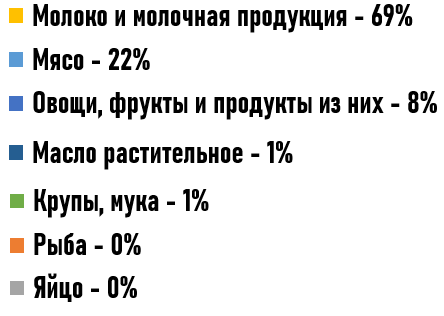 Молоко и молочная продукция - 69%
Мясо - 22%
Овощи, фрукты и продукты из них - 8%
Масло растительное - 1%
Крупы, мука - 1%
Рыба - 0%
Яйцо - 0%